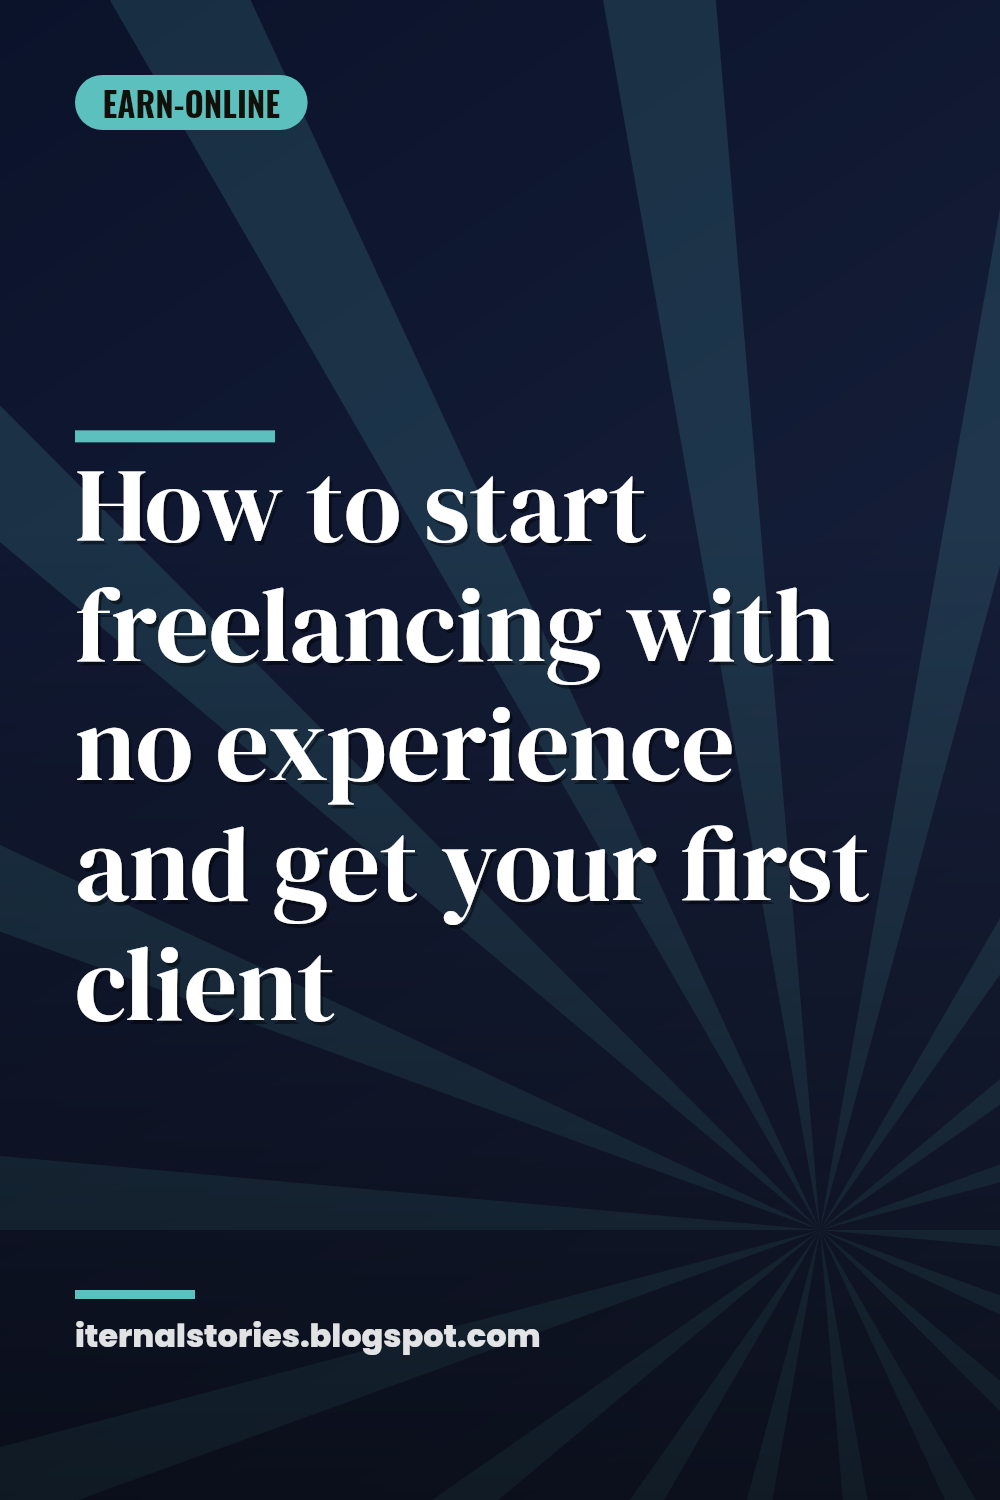 EARN-ONLINE
How to start
freelancing with
no experience
and get your first
client
iternalstories.blogspot.com